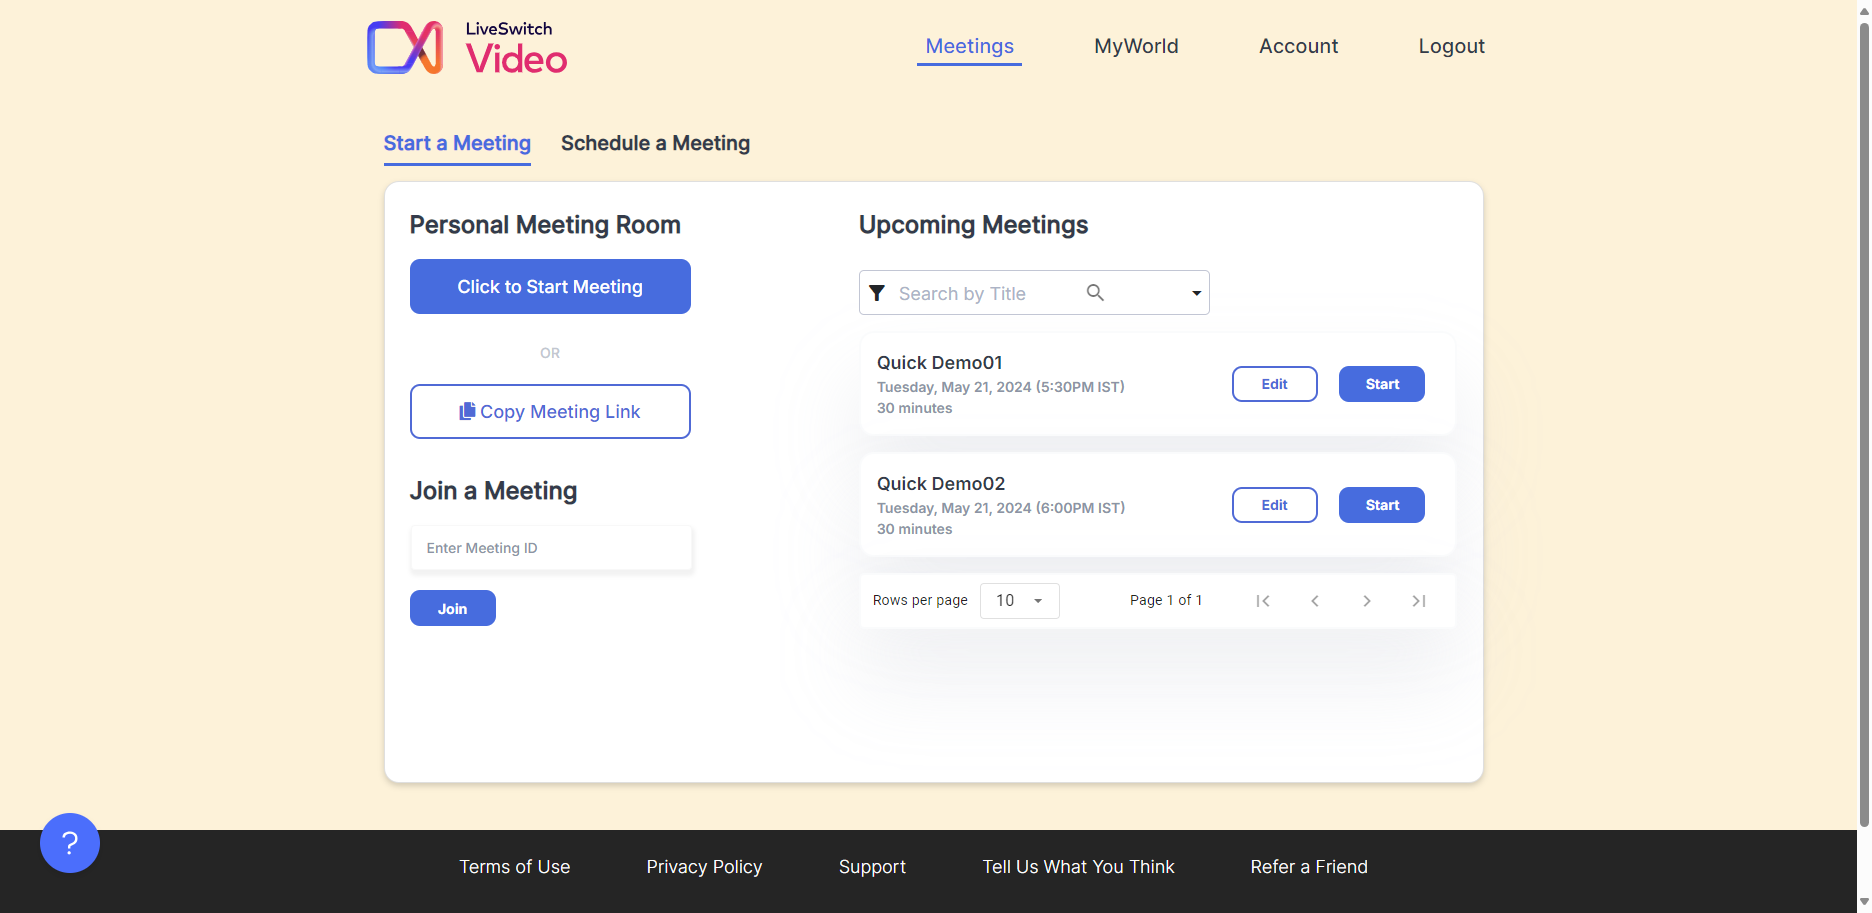 LiveSwitch
Video
Meetings
MyWorld
Account
Logout
Start a Meeting
Schedule a Meeting
Personal Meeting Room
Click to Start Meeting
OR
Copy Meeting Link
Join a Meeting
Enter Meeting ID
Join
Upcoming Meetings
Search by Title
Quick Demo01
Tuesday, May 21, 2024 (5:30PM IST)
30 minutes
Edit
Start
Quick Demo02
Tuesday, May 21, 2024 (6:00PM IST)
30 minutes
Edit
Start
Rows per page
10
Page 1 of 1
?
Terms of Use
Privacy Policy
Support
Tell Us What You Think
Refer a Friend